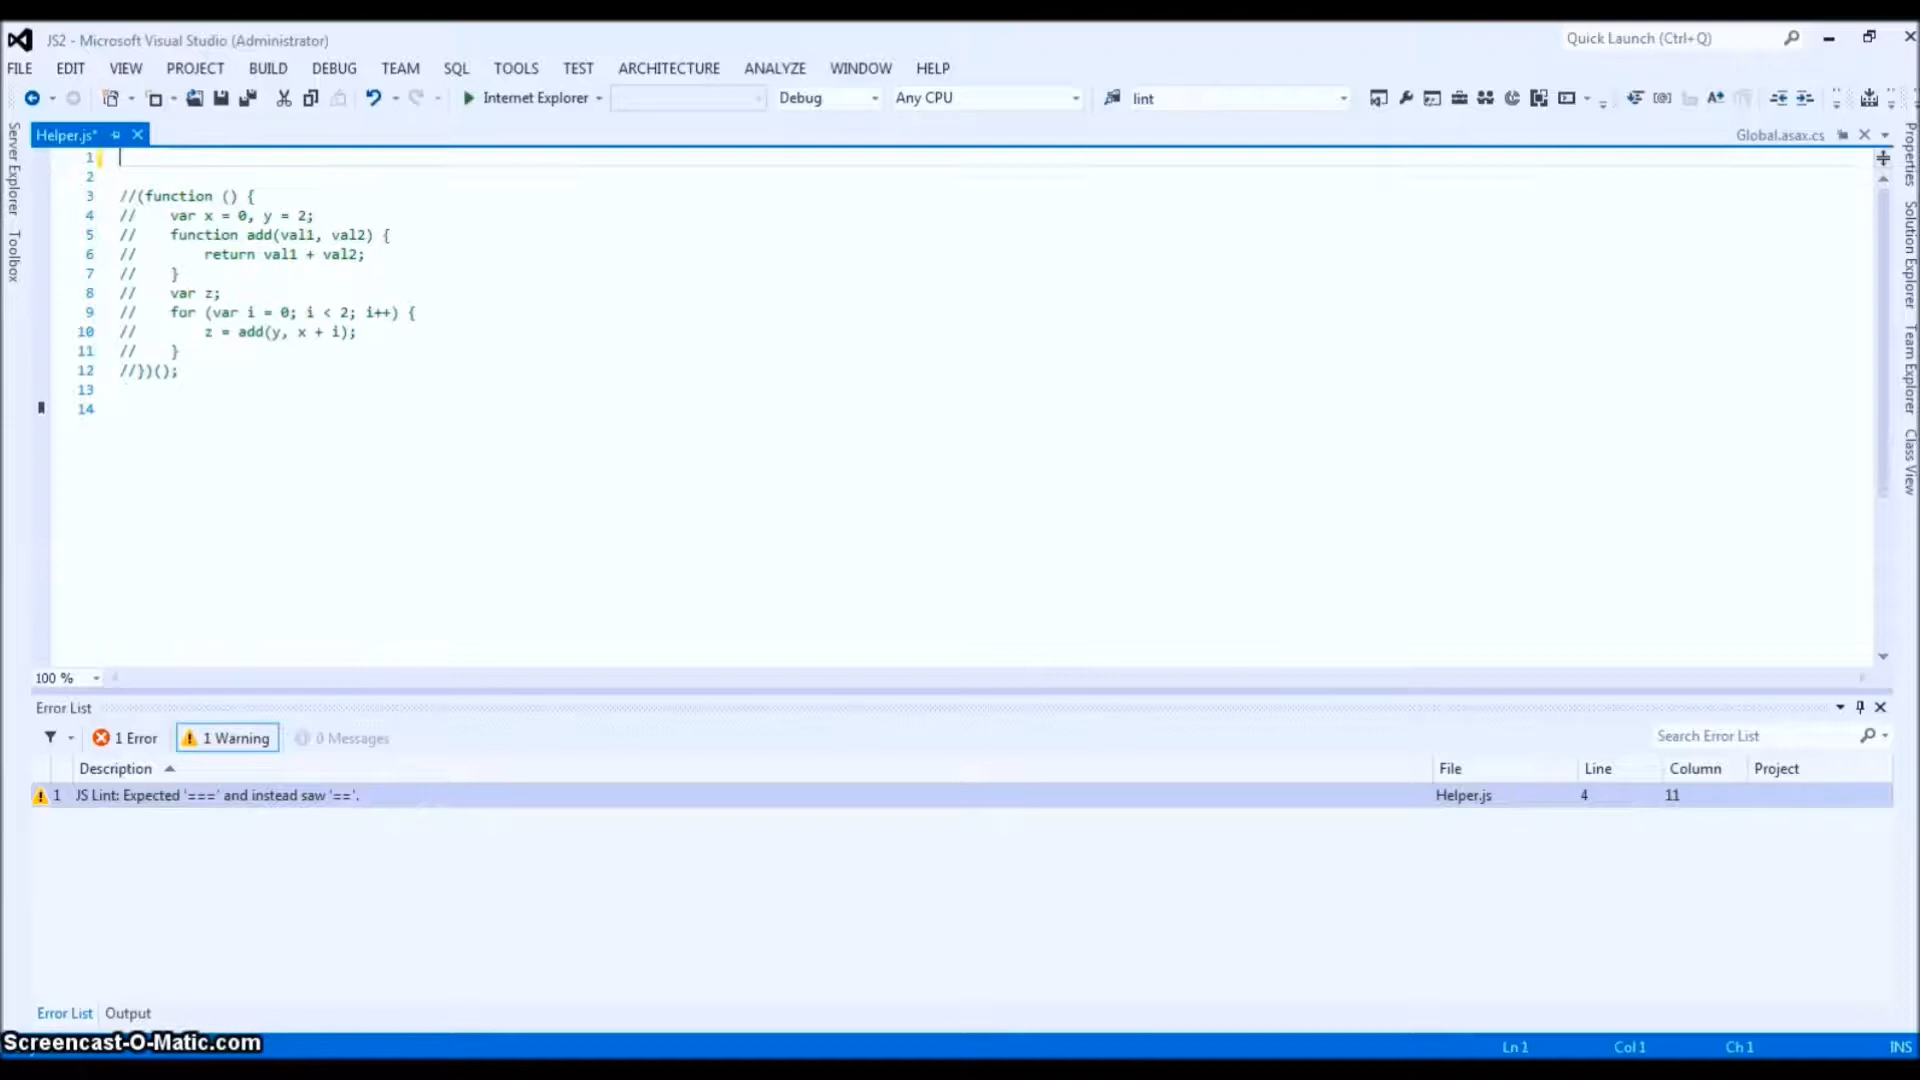 JS2 - Microsoft Visual Studio (Administrator)
Quick Launch (Ctrl+Q)
FILE EDIT VIEW PROJECT BUILD DEBUG TEAM SQL TOOLS TEST ARCHITECTURE ANALYZE WINDOW HELP
Internet Explorer Debug Any CPU lint
Helper.js*
Global.asax.cs
Server Explorer
Toolbox
Properties
Solution Explorer
Team Explorer
Class View
1
2
3 //(function () {
4 //    var x = 0, y = 2;
5 //    function add(val1, val2) {
6 //        return val1 + val2;
7 //    }
8 //    var z;
9 //    for (var i = 0; i < 2; i++) {
10 //        z = add(y, x + i);
11 //    }
12 //})();
13
14
100 %
Error List
1 Error 1 Warning 0 Messages
Search Error List
Description File Line Column Project
1 JS Lint: Expected '===' and instead saw '=='. Helper.js 4 11
Error List Output
Screencast-O-Matic.com
Ln 1 Col 1 Ch 1 INS